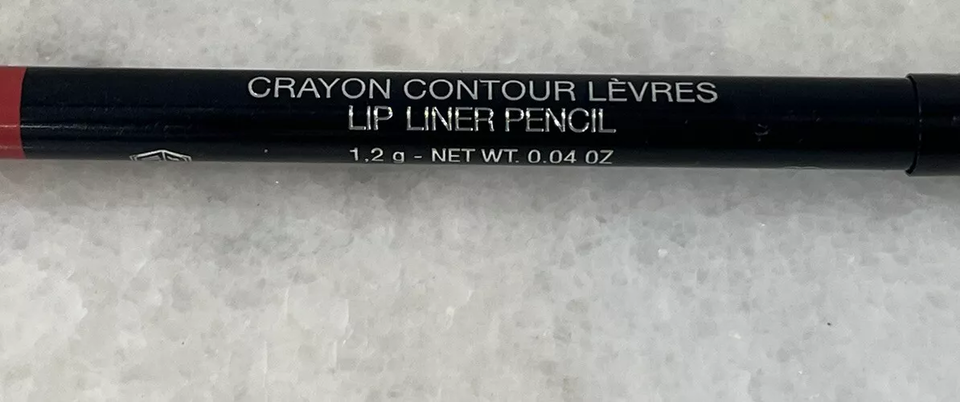 CRAYON CONTOUR LÈVRES
LIP LINER PENCIL
1,2 g - NET WT. 0.04 OZ